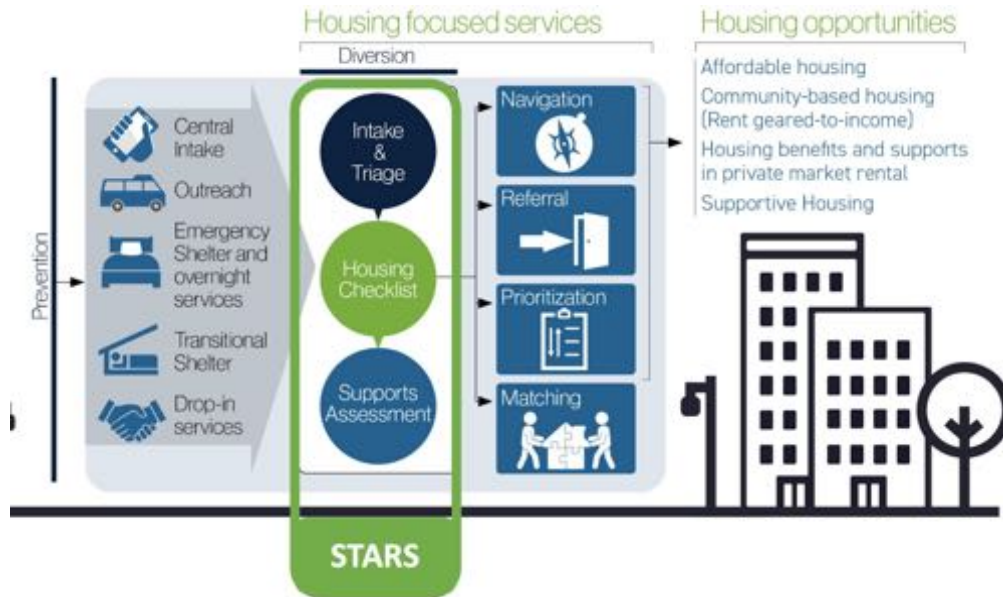 Housing focused services
Housing opportunities
Diversion
Prevention
Central
Intake
Outreach
Emergency
Shelter and
overnight
services
Transitional
Shelter
Drop-in
services
Intake
&
Triage
Housing
Checklist
Supports
Assessment
STARS
Navigation
Referral
Prioritization
Matching
Affordable housing
Community-based housing
(Rent geared-to-income)
Housing benefits and supports
in private market rental
Supportive Housing